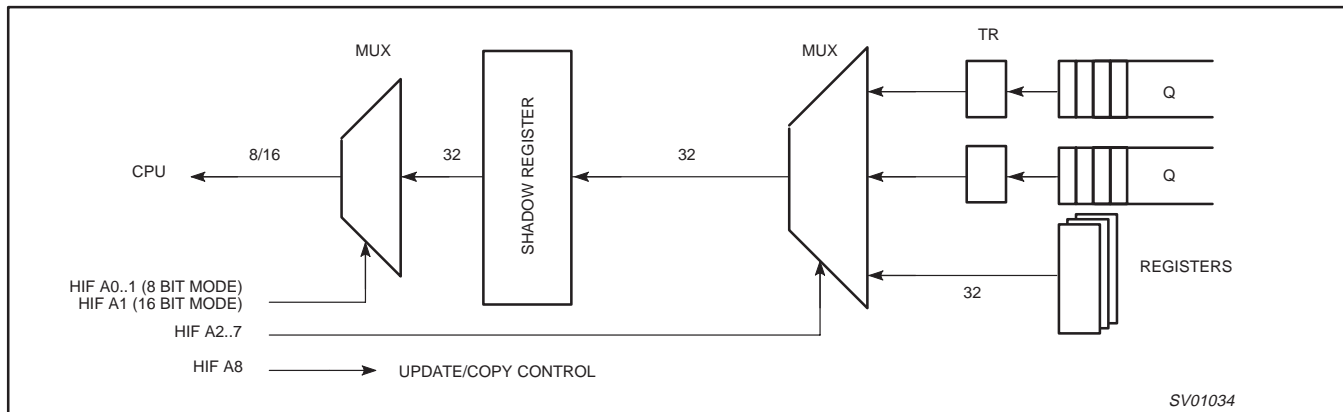 MUX
MUX
TR
Q
8/16
32
32
CPU
SHADOW REGISTER
Q
REGISTERS
32
HIF A0..1 (8 BIT MODE)
HIF A1 (16 BIT MODE)
HIF A2..7
HIF A8
UPDATE/COPY CONTROL
SV01034